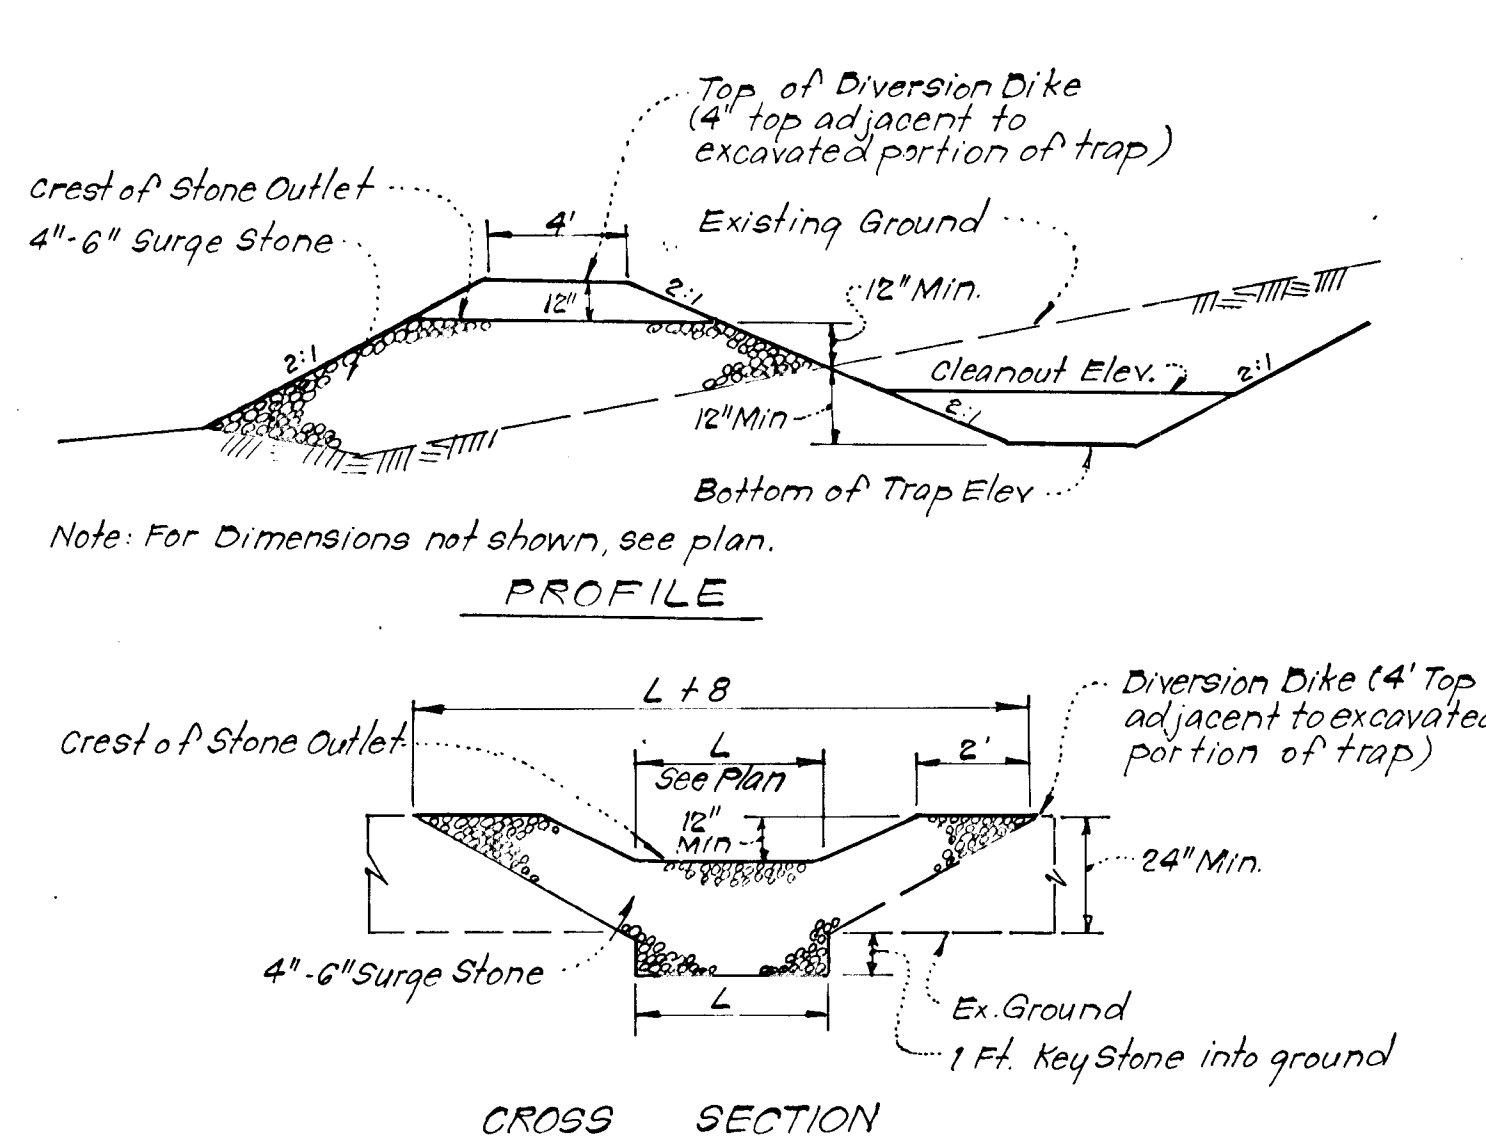 Top of Diversion Dike
(4" top adjacent to
excavated portion of trap)
Crest of Stone Outlet
4"-6" Surge Stone
4'
Existing Ground
12"
2:1
12" Min.
2:1
Cleanout Elev.
2:1
12" Min
2:1
Bottom of Trap Elev
Note: For Dimensions not shown, see plan.
PROFILE
L + 8
Diversion Dike (4' Top
adjacent to excavated
portion of trap)
Crest of Stone Outlet
L
See Plan
2'
12"
Min
24" Min.
4"-6" Surge Stone
L
Ex. Ground
1 Ft. Key Stone into ground
CROSS SECTION